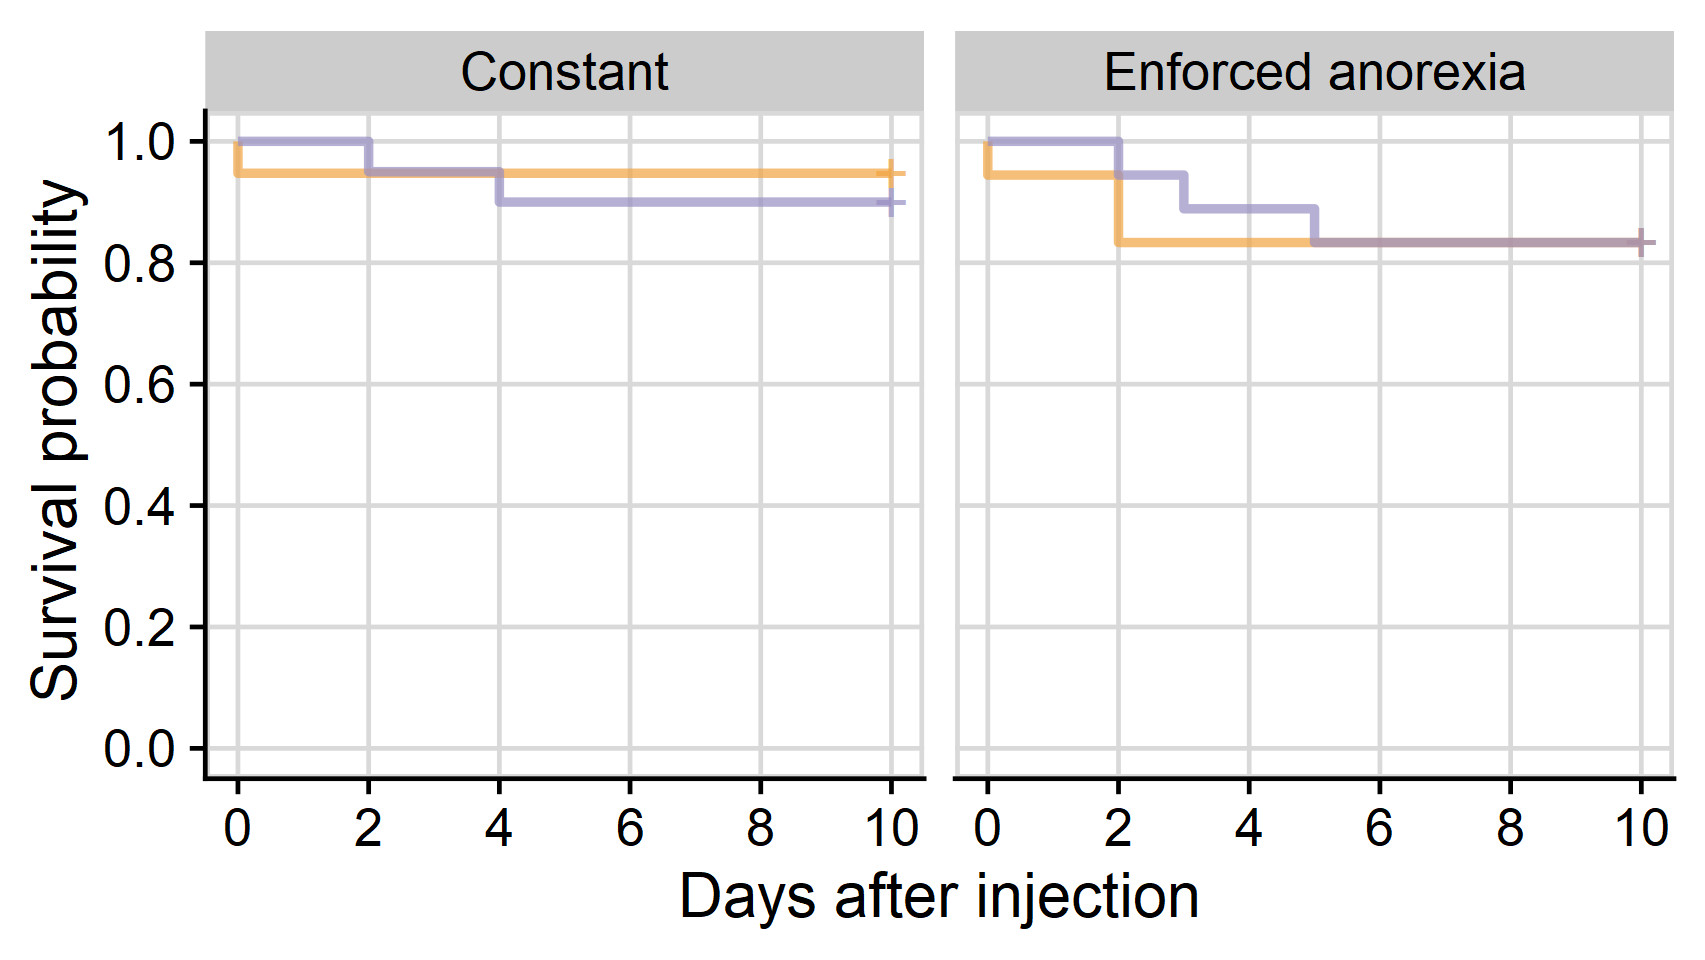 Constant
Enforced anorexia
Survival probability
1.0
0.8
0.6
0.4
0.2
0.0
0 2 4 6 8 10
0 2 4 6 8 10
Days after injection